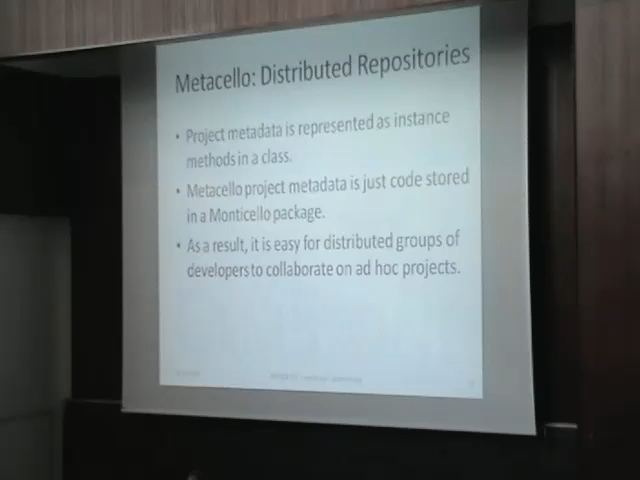 Metacello: Distributed Repositories
• Project metadata is represented as instance
methods in a class.
• Metacello project metadata is just code stored
in a Monticello package.
• As a result, it is easy for distributed groups of
developers to collaborate on ad hoc projects.